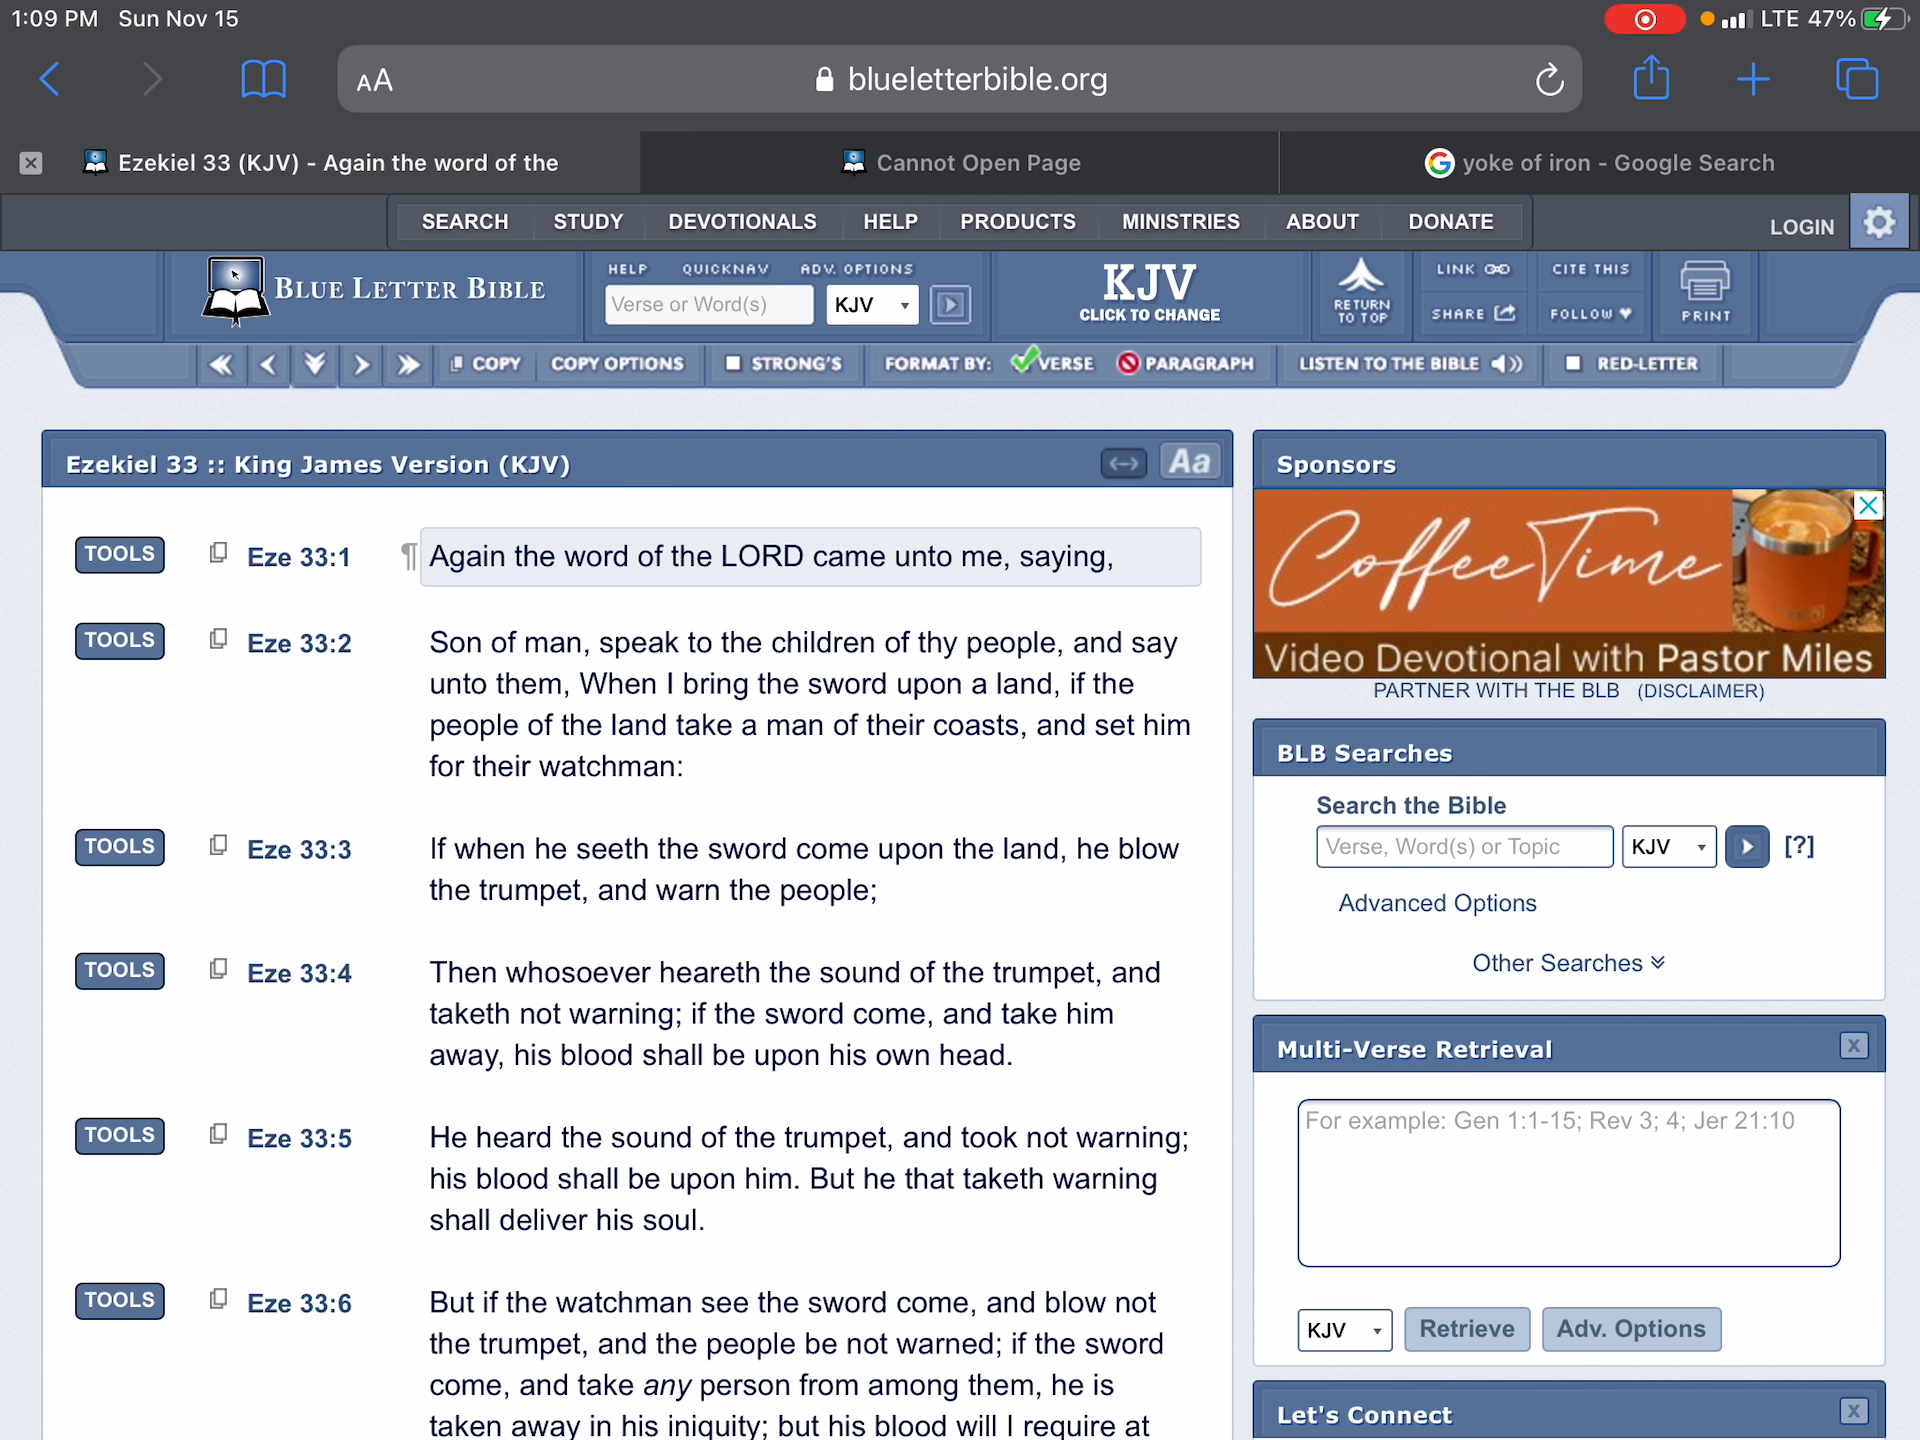 1:09 PM Sun Nov 15
LTE 47%
AA
blueletterbible.org
Ezekiel 33 (KJV) - Again the word of the
Cannot Open Page
yoke of iron - Google Search
SEARCH STUDY DEVOTIONALS HELP PRODUCTS MINISTRIES ABOUT DONATE
LOGIN
BLUE LETTER BIBLE
HELP QUICKNAV ADV. OPTIONS
Verse or Word(s)
KJV
KJV
CLICK TO CHANGE
RETURN
TO TOP
LINK
CITE THIS
SHARE
FOLLOW
PRINT
COPY COPY OPTIONS STRONG'S FORMAT BY: VERSE PARAGRAPH LISTEN TO THE BIBLE RED-LETTER
Ezekiel 33 :: King James Version (KJV)
Aa
TOOLS Eze 33:1 ¶ Again the word of the LORD came unto me, saying,
TOOLS Eze 33:2 Son of man, speak to the children of thy people, and say
unto them, When I bring the sword upon a land, if the
people of the land take a man of their coasts, and set him
for their watchman:
TOOLS Eze 33:3 If when he seeth the sword come upon the land, he blow
the trumpet, and warn the people;
TOOLS Eze 33:4 Then whosoever heareth the sound of the trumpet, and
taketh not warning; if the sword come, and take him
away, his blood shall be upon his own head.
TOOLS Eze 33:5 He heard the sound of the trumpet, and took not warning;
his blood shall be upon him. But he that taketh warning
shall deliver his soul.
TOOLS Eze 33:6 But if the watchman see the sword come, and blow not
the trumpet, and the people be not warned; if the sword
come, and take any person from among them, he is
taken away in his iniquity; but his blood will I require at
Sponsors
Coffee Time
Video Devotional with Pastor Miles
PARTNER WITH THE BLB (DISCLAIMER)
BLB Searches
Search the Bible
Verse, Word(s) or Topic
KJV
[?]
Advanced Options
Other Searches
Multi-Verse Retrieval
X
For example: Gen 1:1-15; Rev 3; 4; Jer 21:10
KJV
Retrieve
Adv. Options
Let's Connect
X